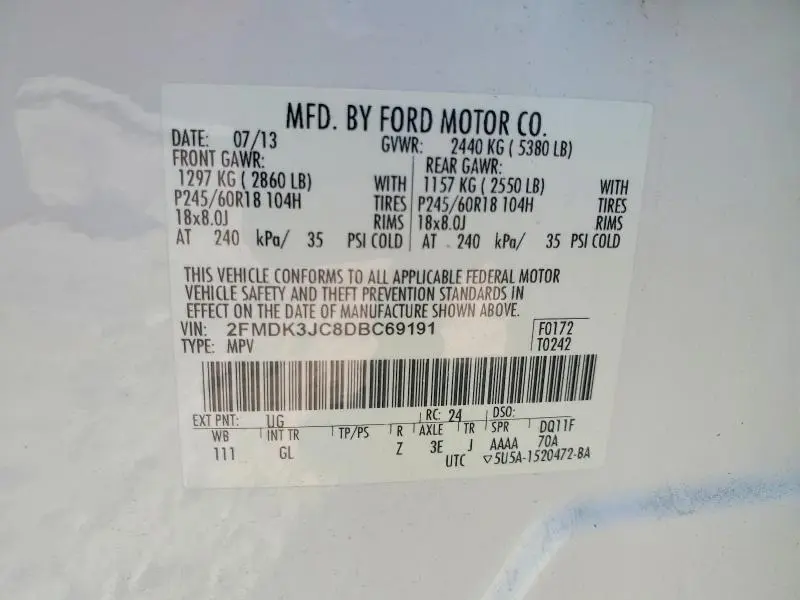 MFD. BY FORD MOTOR CO.
DATE: 07/13 GVWR: 2440 KG ( 5380 LB)
FRONT GAWR: REAR GAWR:
1297 KG ( 2860 LB) WITH 1157 KG ( 2550 LB) WITH
P245/60R18 104H TIRES P245/60R18 104H TIRES
18x8.0J RIMS 18x8.0J RIMS
AT 240 kPa/ 35 PSI COLD AT 240 kPa/ 35 PSI COLD
THIS VEHICLE CONFORMS TO ALL APPLICABLE FEDERAL MOTOR
VEHICLE SAFETY AND THEFT PREVENTION STANDARDS IN
EFFECT ON THE DATE OF MANUFACTURE SHOWN ABOVE.
VIN: 2FMDK3JC8DBC69191 F0172
TYPE: MPV T0242
EXT PNT: UG RC: 24 DSO:
WB INT TR TP/PS R AXLE TR SPR DQ11F
111 GL Z 3E J AAAA 70A
UTC ▽5U5A-1520472-BA